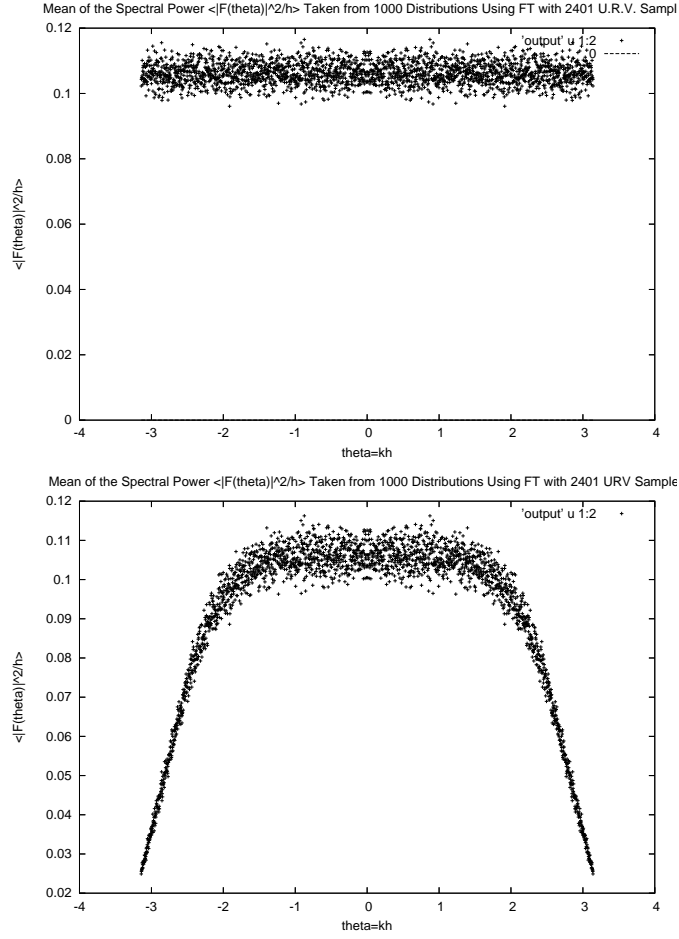 Mean of the Spectral Power <|F(theta)|^2/h> Taken from 1000 Distributions Using FT with 2401 U.R.V. Sampl
0.12
0.1
0.08
0.06
0.04
0.02
0
<|F(theta)|^2/h>
'output' u 1:2
0
-4 -3 -2 -1 0 1 2 3 4
theta=kh
Mean of the Spectral Power <|F(theta)|^2/h> Taken from 1000 Distributions Using FT with 2401 URV Sample
0.12
0.11
0.1
0.09
0.08
0.07
0.06
0.05
0.04
0.03
0.02
<|F(theta)|^2/h>
'output' u 1:2
-4 -3 -2 -1 0 1 2 3 4
theta=kh